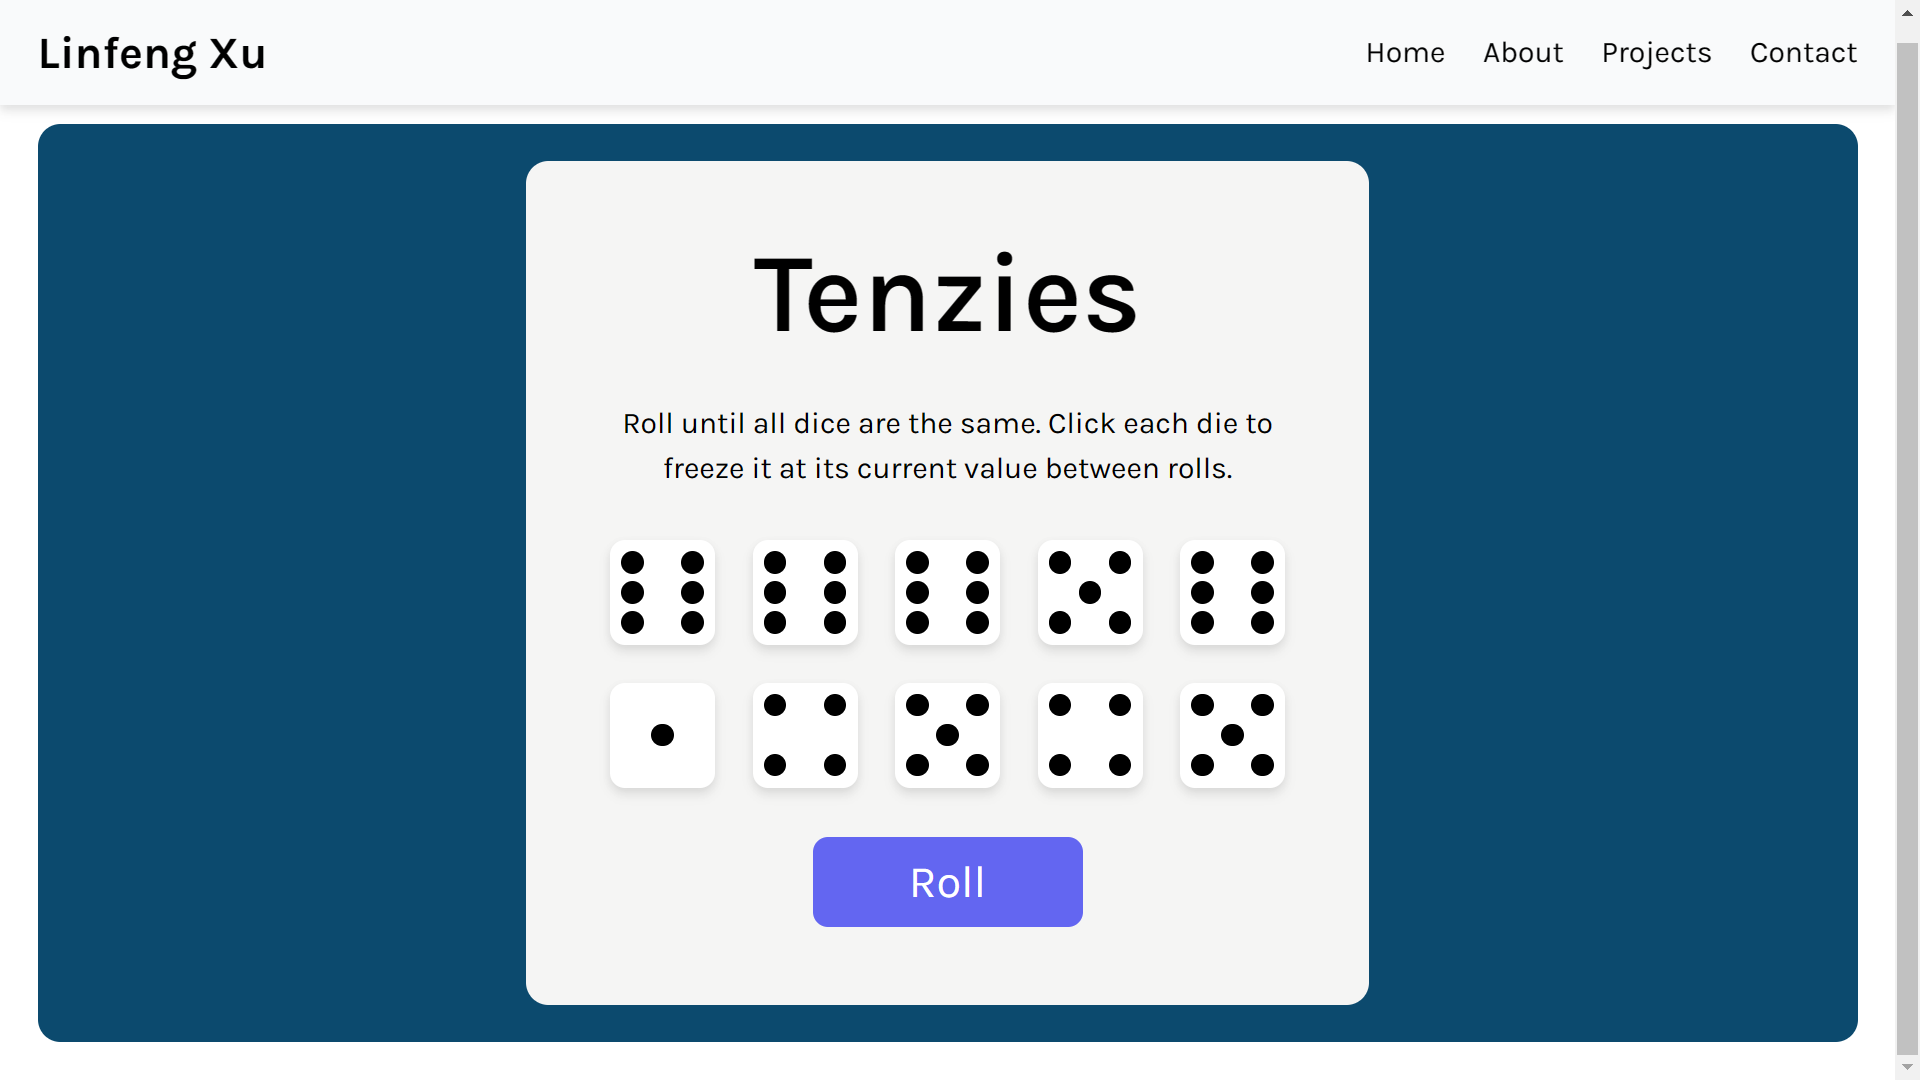 Linfeng Xu
Home About Projects Contact
Tenzies
Roll until all dice are the same. Click each die to
freeze it at its current value between rolls.
Roll